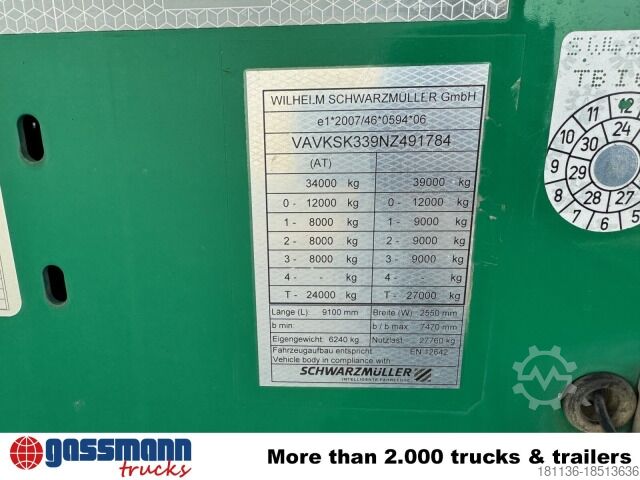 WILHELM SCHWARZMÜLLER GmbH
e1*2007/46*0594*06
VAVKSK339NZ491784
(AT)
34000 kg 39000 kg
0 - 12000 kg 0 - 12000 kg
1 - 8000 kg 1 - 9000 kg
2 - 8000 kg 2 - 9000 kg
3 - 8000 kg 3 - 9000 kg
4 - - kg 4 - - kg
T - 24000 kg T - 27000 kg
Länge (L): 9100 mm Breite (W) 2550 mm
b min b / b max 7470 mm
Eigengewicht: 6240 kg Nutzlast 27760 kg
Fahrzeugaufbau entspricht EN 12642
Vehicle body in compliance with
SCHWARZMÜLLER
INTELLIGENTE FAHRZEUGE
11 12
10 24
9 29
8 28 27
7 6 5
gassmann
trucks
More than 2.000 trucks & trailers
181136-18513636